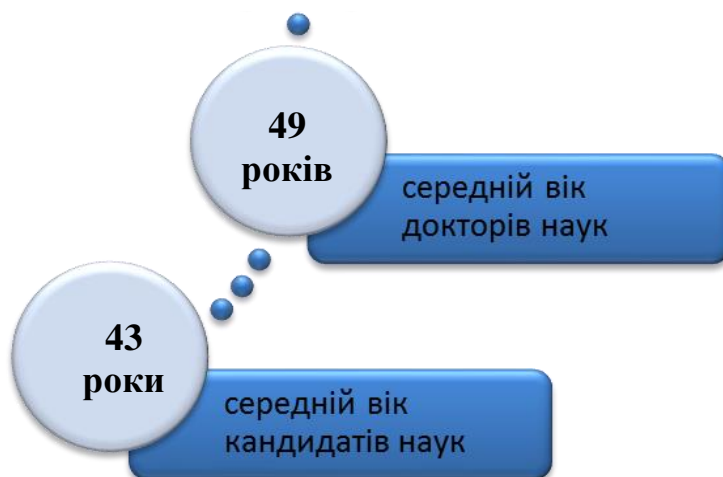 49
років
середній вік
докторів наук
43
роки
середній вік
кандидатів наук